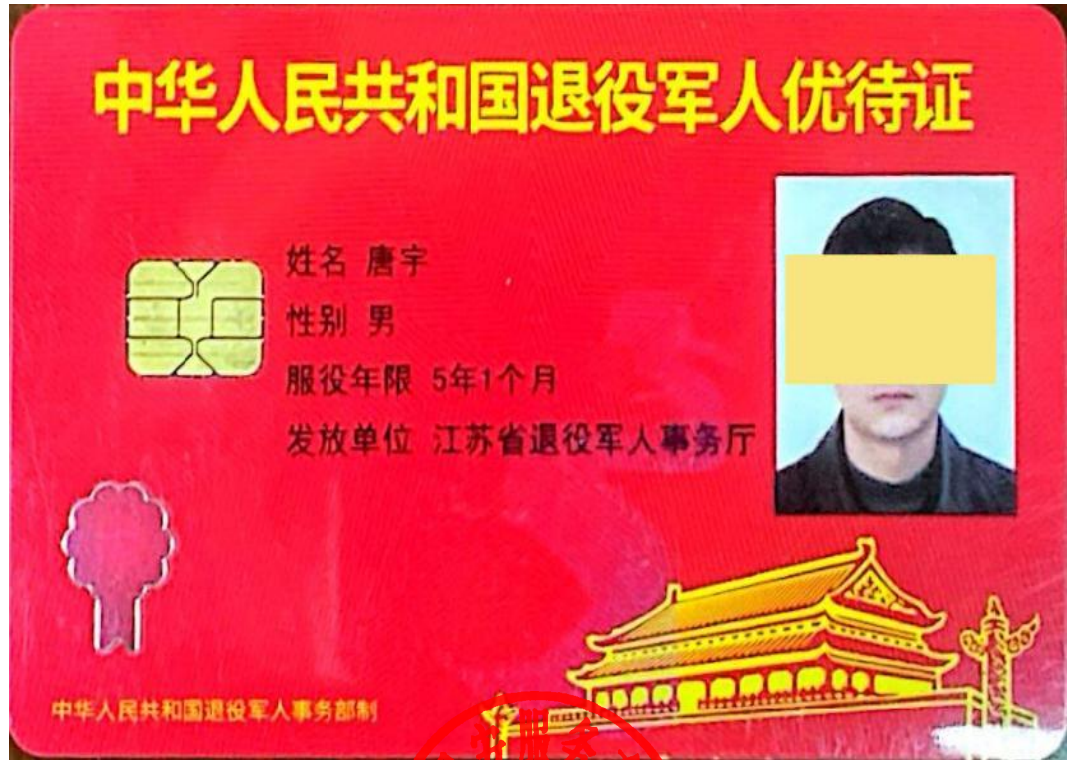 中华人民共和国退役军人优待证
姓名 唐宇
性别 男
服役年限 5年1个月
发放单位 江苏省退役军人事务厅
中华人民共和国退役军人事务部制
服务